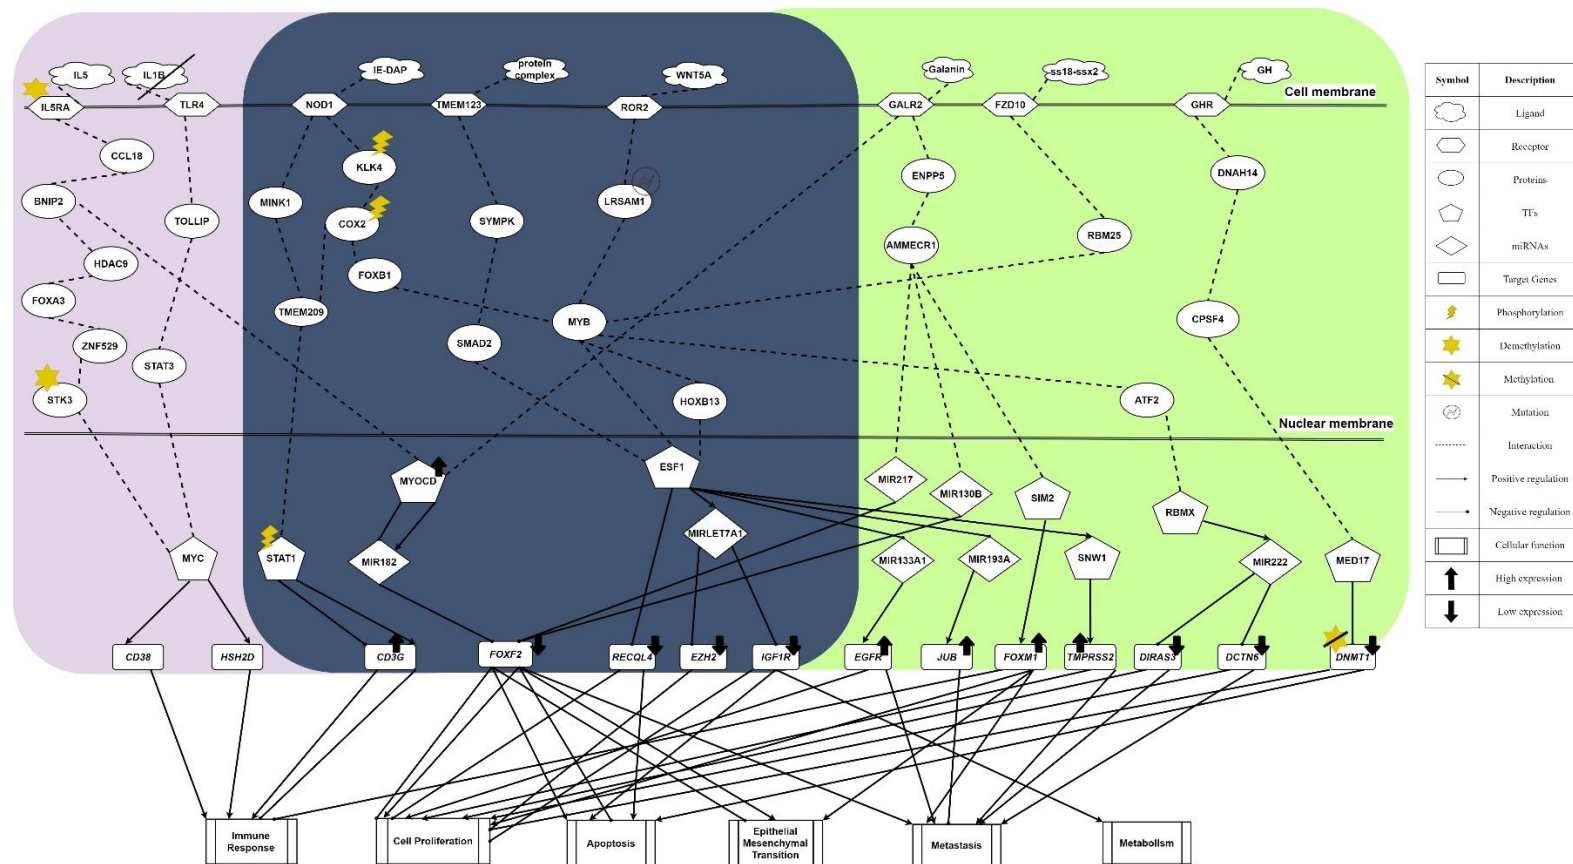 IL5
IL1B
IE-DAP
protein
complex
WNT5A
Galanin
ss18-ssx2
GH
Cell membrane
IL5RA
TLR4
NOD1
TMEM123
ROR2
GALR2
FZD10
GHR
CCL18
KLK4
ENPP5
DNAH14
BNIP2
TOLLIP
MINK1
COX2
SYMPK
LRSAM1
AMMECR1
RBM25
HDAC9
FOXB1
FOXA3
TMEM209
MYB
CPSF4
ZNF529
SMAD2
STAT3
STK3
HOXB13
ATF2
Nuclear membrane
MYOCD
ESF1
MIR217
MIR130B
SIM2
RBMX
MIRLET7A1
MYC
STAT1
MIR182
MIR133A1
MIR193A
SNW1
MIR222
MED17
CD38
HSH2D
CD3G
FOXF2
RECQL4
EZH2
IGF1R
EGFR
JUB
FOXM1
TMPRSS2
DIRAS3
DCTN6
DNMT1
Immune
Response
Cell Proliferation
Apoptosis
Epithelial
Mesenchymal
Transition
Metastasis
Metabolism
Symbol Description
Ligand
Receptor
Proteins
TFs
miRNAs
Target Genes
Phosphorylation
Demethylation
Methylation
Mutation
Interaction
Positive regulation
Negative regulation
Cellular function
High expression
Low expression